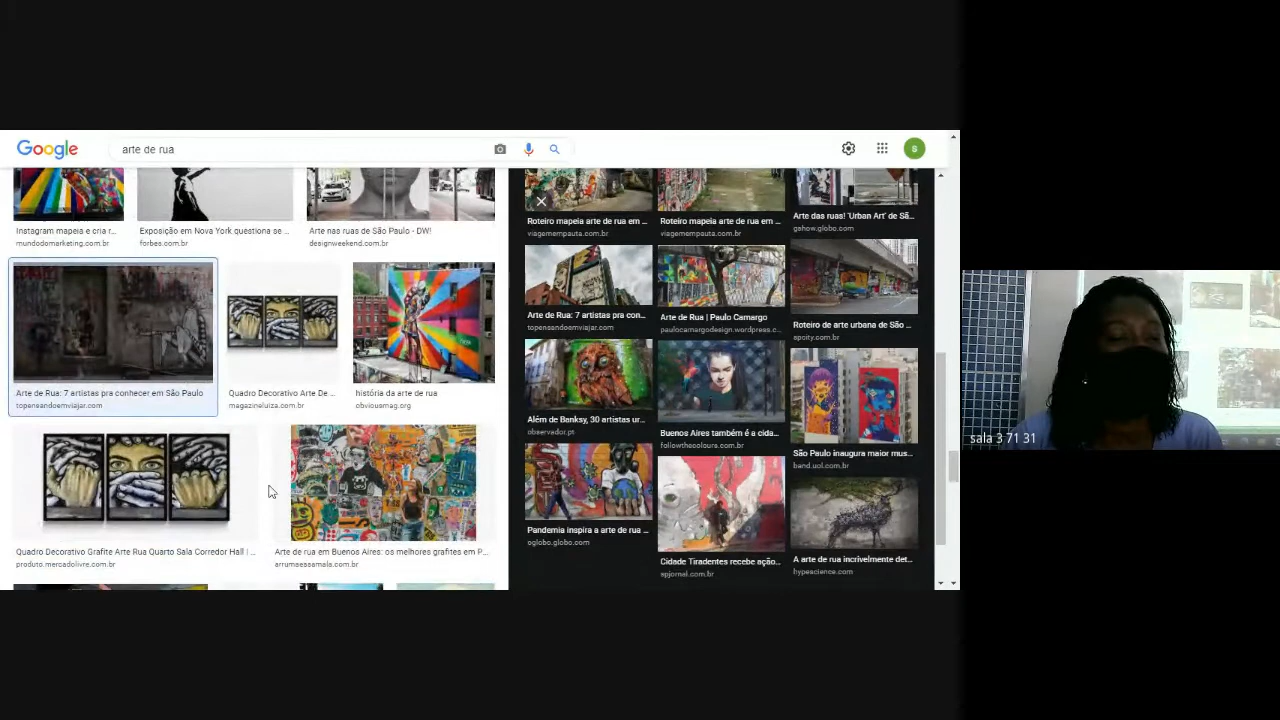 Google
arte de rua
s
Instagram mapeia e cria r...
mundodomarketing.com.br
Exposição em Nova York questiona se ...
forbes.com.br
Arte nas ruas de São Paulo - DW!
designweekend.com.br
Arte de Rua: 7 artistas pra conhecer em São Paulo
topensandoemviajar.com
Quadro Decorativo Arte De ...
magazineluiza.com.br
história da arte de rua
obviousmag.org
Quadro Decorativo Grafite Arte Rua Quarto Sala Corredor Hall | ...
produto.mercadolivre.com.br
Arte de rua em Buenos Aires: os melhores grafites em P...
arrumaessamala.com.br
Roteiro mapeia arte de rua em ...
viagemempauta.com.br
Roteiro mapeia arte de rua em ...
viagemempauta.com.br
Arte das ruas! 'Urban Art' de Sã...
gshow.globo.com
Arte de Rua: 7 artistas pra con...
topensandoemviajar.com
Arte de Rua | Paulo Camargo
paulocamargodesign.wordpress.c...
Roteiro de arte urbana de São ...
spcity.com.br
Além de Banksy, 30 artistas ur...
observador.pt
Buenos Aires também é a cida...
followthecolours.com.br
São Paulo inaugura maior mus...
band.uol.com.br
Pandemia inspira a arte de rua ...
oglobo.globo.com
Cidade Tiradentes recebe ação...
spjornal.com.br
A arte de rua incrivelmente det...
hypescience.com
sala 3 71 31